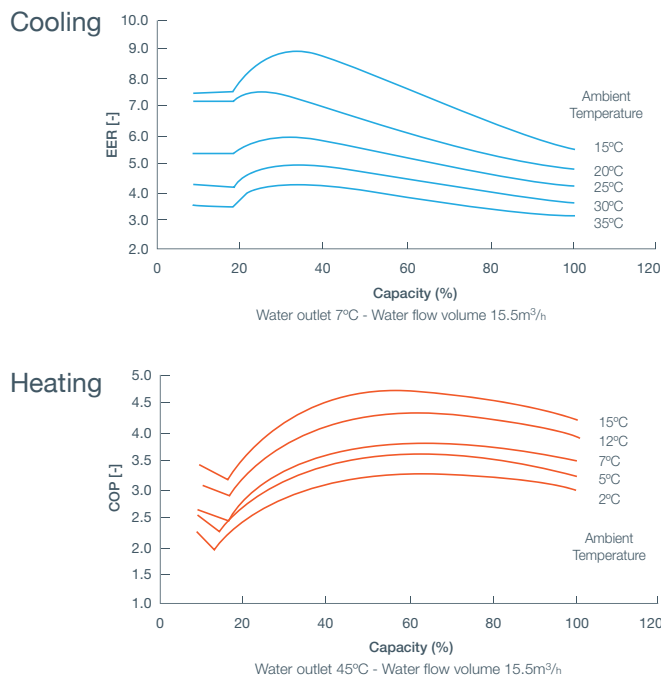 Cooling
10.0
9.0
8.0
7.0
6.0
5.0
4.0
3.0
2.0
EER [-]
Ambient
Temperature
15ºC
20ºC
25ºC
30ºC
35ºC
0
20
40
60
80
100
120
Capacity (%)
Water outlet 7ºC - Water flow volume 15.5m³/h
Heating
5.0
4.5
4.0
3.5
3.0
2.5
2.0
1.5
1.0
COP [-]
15ºC
12ºC
7ºC
5ºC
2ºC
Ambient
Temperature
0
20
40
60
80
100
120
Capacity (%)
Water outlet 45ºC - Water flow volume 15.5m³/h